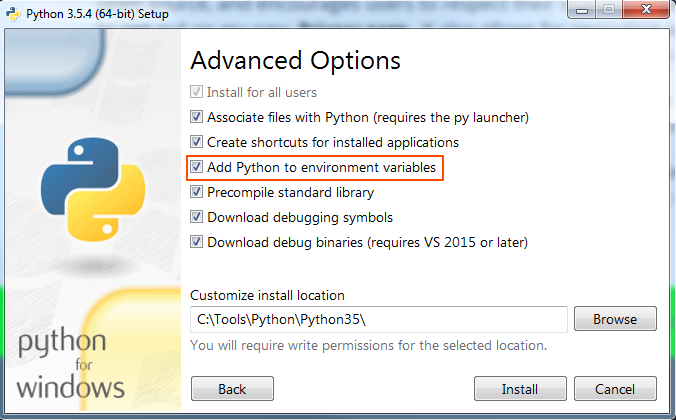 Python 3.5.4 (64-bit) Setup
Advanced Options
Install for all users
Associate files with Python (requires the py launcher)
Create shortcuts for installed applications
Add Python to environment variables
Precompile standard library
Download debugging symbols
Download debug binaries (requires VS 2015 or later)
Customize install location
C:\Tools\Python\Python35\
Browse
You will require write permissions for the selected location.
python
for
windows
Back
Install
Cancel